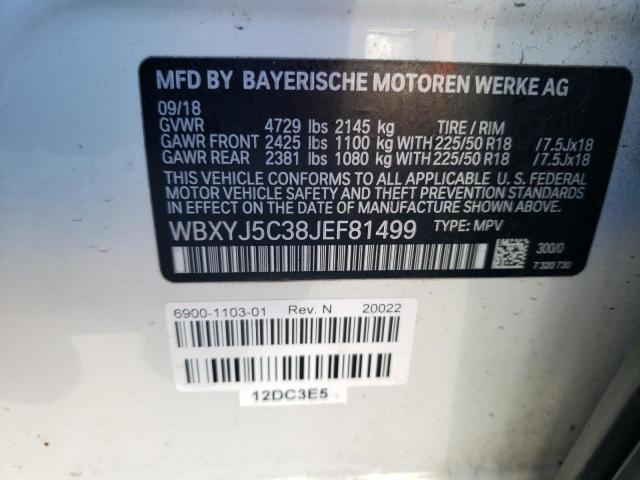 MFD BY BAYERISCHE MOTOREN WERKE AG
09/18
GVWR 4729 lbs 2145 kg TIRE / RIM
GAWR FRONT 2425 lbs 1100 kg WITH 225/50 R18 /7.5Jx18
GAWR REAR 2381 lbs 1080 kg WITH 225/50 R18 /7.5Jx18
THIS VEHICLE CONFORMS TO ALL APPLICABLE U. S. FEDERAL
MOTOR VEHICLE SAFETY AND THEFT PREVENTION STANDARDS
IN EFFECT ON THE DATE OF MANUFACTURE SHOWN ABOVE.
WBXYJ5C38JEF81499 TYPE: MPV
300/0
7 320 730
6900-1103-01 Rev. N 20022
12DC3E5